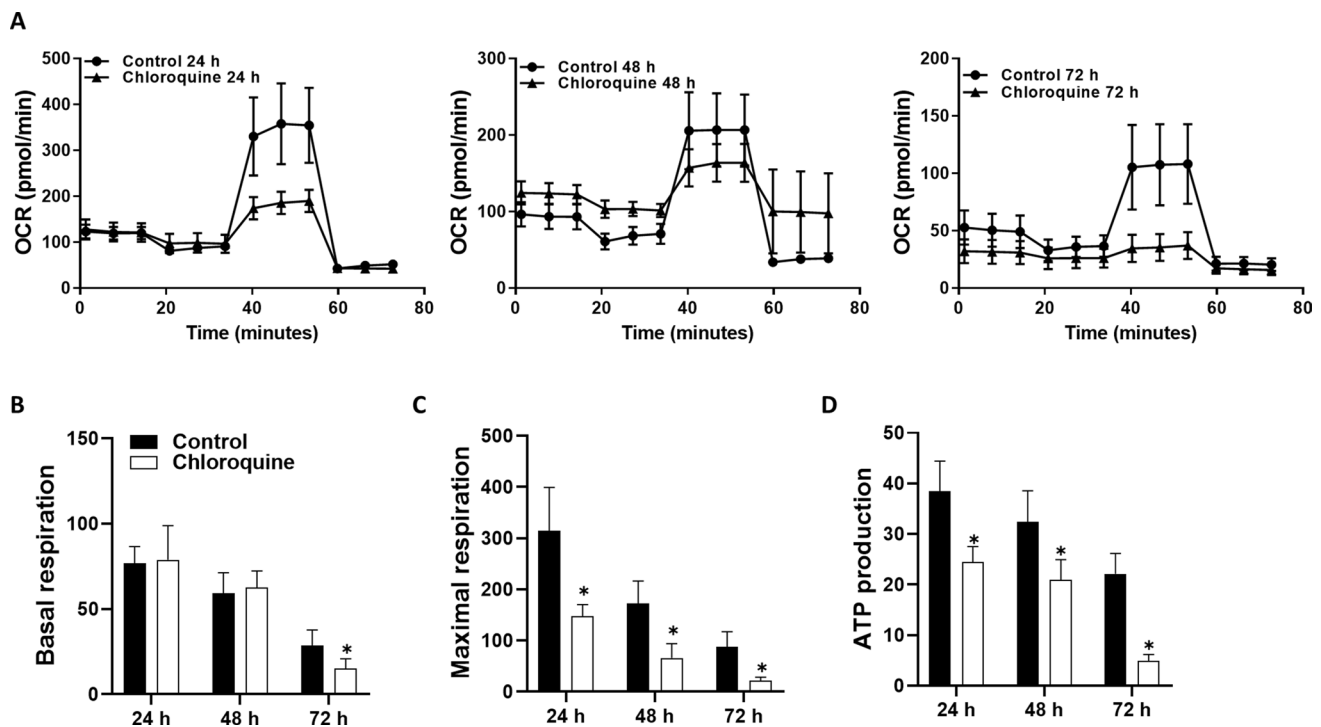 A
OCR (pmol/min)
500
400
300
200
100
0
Control 24 h
Chloroquine 24 h
0 20 40 60 80
Time (minutes)
OCR (pmol/min)
300
200
100
0
Control 48 h
Chloroquine 48 h
0 20 40 60 80
Time (minutes)
OCR (pmol/min)
200
150
100
50
0
Control 72 h
Chloroquine 72 h
0 20 40 60 80
Time (minutes)
B
Basal respiration
150
100
50
0
Control
Chloroquine
*
24 h 48 h 72 h
C
Maximal respiration
500
400
300
200
100
0
* * *
24 h 48 h 72 h
D
ATP production
50
40
30
20
10
0
* * *
24 h 48 h 72 h